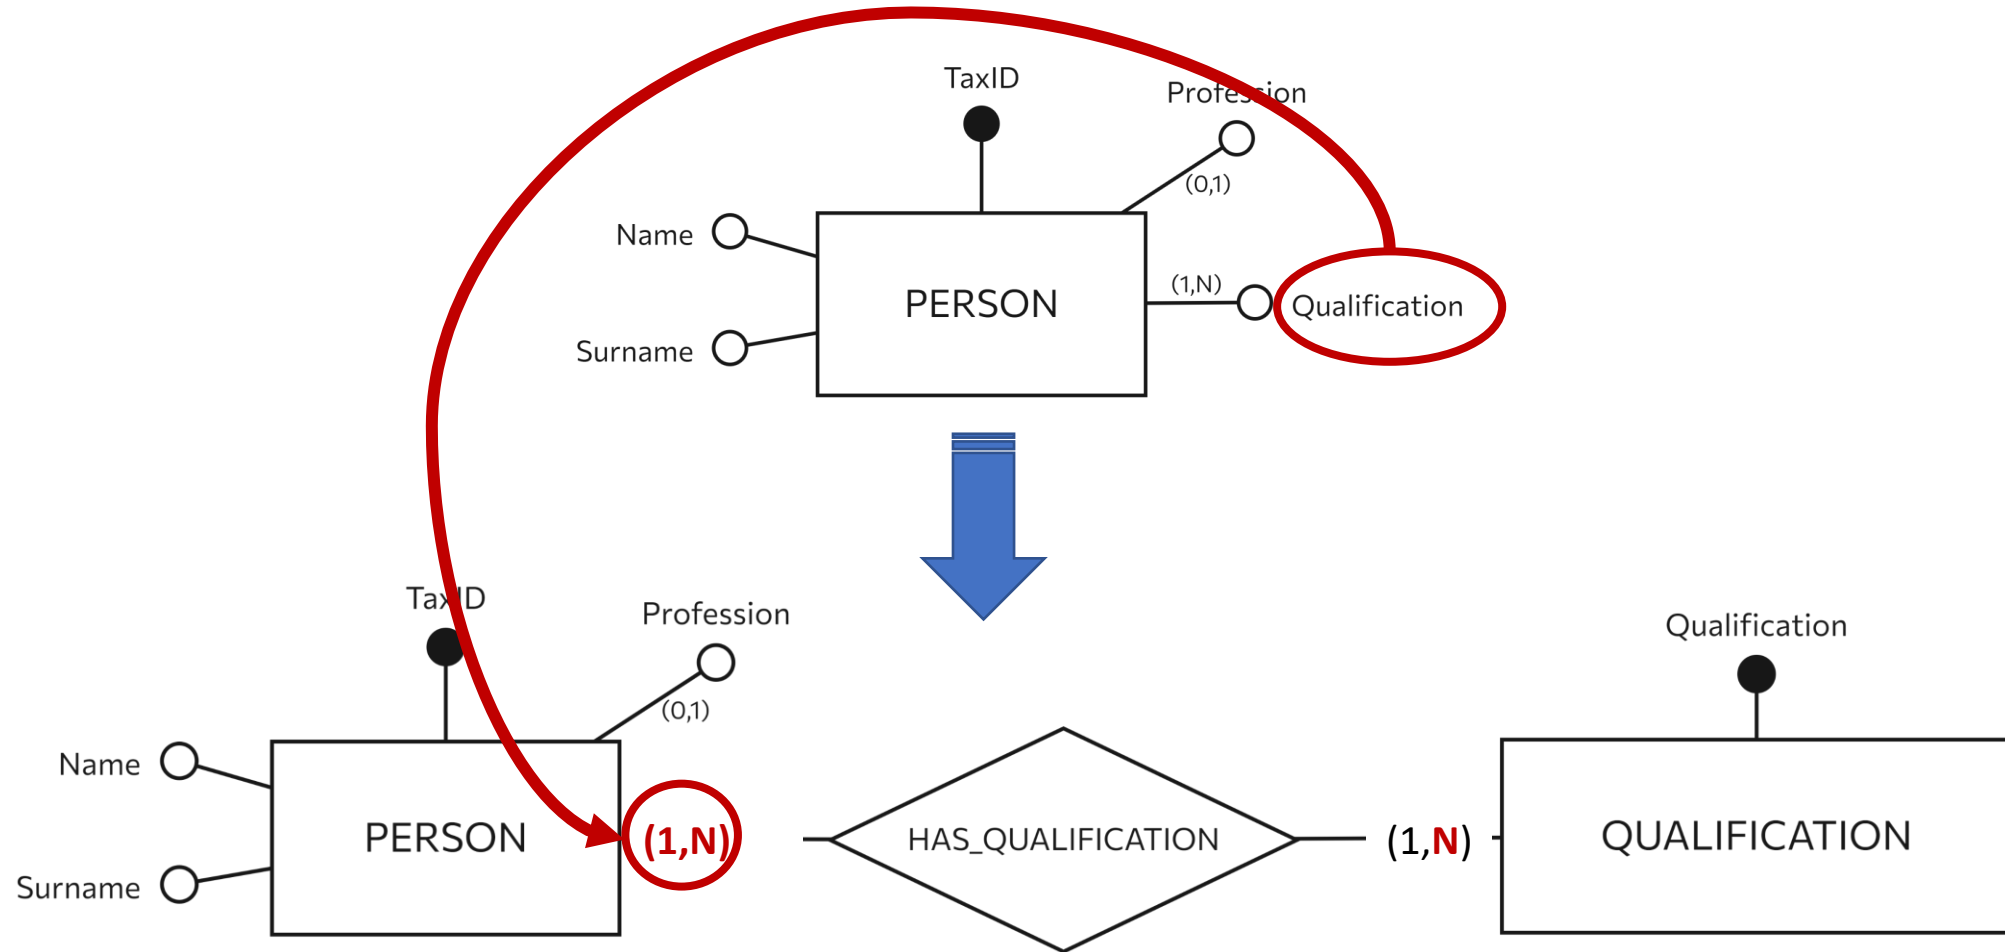 TaxID
Profession
(0,1)
Name
(1,N)
PERSON
Qualification
Surname
TaxID
Profession
Qualification
(0,1)
Name
PERSON
(1,N)
HAS_QUALIFICATION
(1,N)
QUALIFICATION
Surname